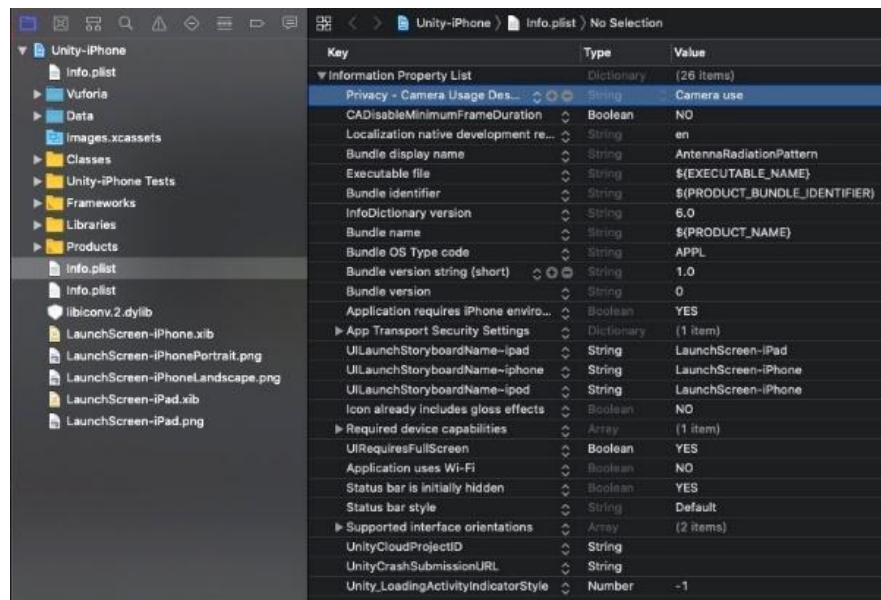 Unity-iPhone > Info.plist > No Selection
Unity-iPhone
Info.plist
Vuforia
Data
Images.xcassets
Classes
Unity-iPhone Tests
Frameworks
Libraries
Products
Info.plist
Info.plist
libiconv.2.dylib
LaunchScreen-iPhone.xib
LaunchScreen-iPhonePortrait.png
LaunchScreen-iPhoneLandscape.png
LaunchScreen-iPad.xib
LaunchScreen-iPad.png
Key Type Value
Information Property List Dictionary (26 items)
Privacy - Camera Usage Des... String Camera use
CADisableMinimumFrameDuration Boolean NO
Localization native development re... String en
Bundle display name String AntennaRadiationPattern
Executable file String ${EXECUTABLE_NAME}
Bundle identifier String $(PRODUCT_BUNDLE_IDENTIFIER)
InfoDictionary version String 6.0
Bundle name String ${PRODUCT_NAME}
Bundle OS Type code String APPL
Bundle version string (short) String 1.0
Bundle version String 0
Application requires iPhone enviro... Boolean YES
App Transport Security Settings Dictionary (1 item)
UILaunchStoryboardName~ipad String LaunchScreen-iPad
UILaunchStoryboardName~iphone String LaunchScreen-iPhone
UILaunchStoryboardName~ipod String LaunchScreen-iPhone
Icon already includes gloss effects Boolean NO
Required device capabilities Array (1 item)
UIRequiresFullScreen Boolean YES
Application uses Wi-Fi Boolean NO
Status bar is initially hidden Boolean YES
Status bar style String Default
Supported interface orientations Array (2 items)
UnityCloudProjectID String
UnityCrashSubmissionURL String
Unity_LoadingActivityIndicatorStyle Number -1